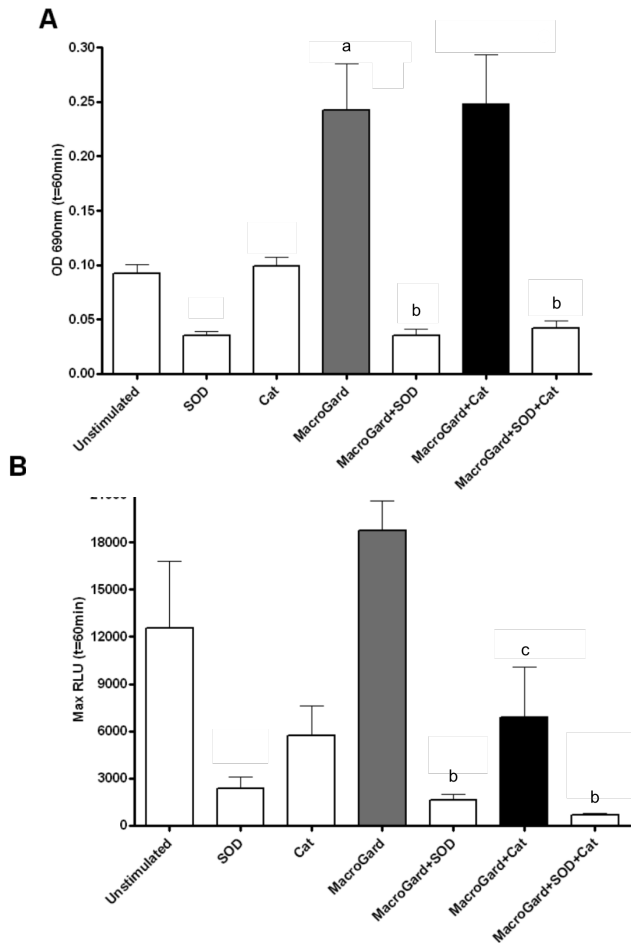 A
0.30
a
0.25
0.20
0.15
0.10
0.05
b
b
0.00
OD 690nm (t=60min)
Unstimulated
SOD
Cat
MacroGard
MacroGard+SOD
MacroGard+Cat
MacroGard+SOD+Cat
B
18000
15000
12000
9000
6000
3000
0
c
b
b
Max RLU (t=60min)
Unstimulated
SOD
Cat
MacroGard
MacroGard+SOD
MacroGard+Cat
MacroGard+SOD+Cat